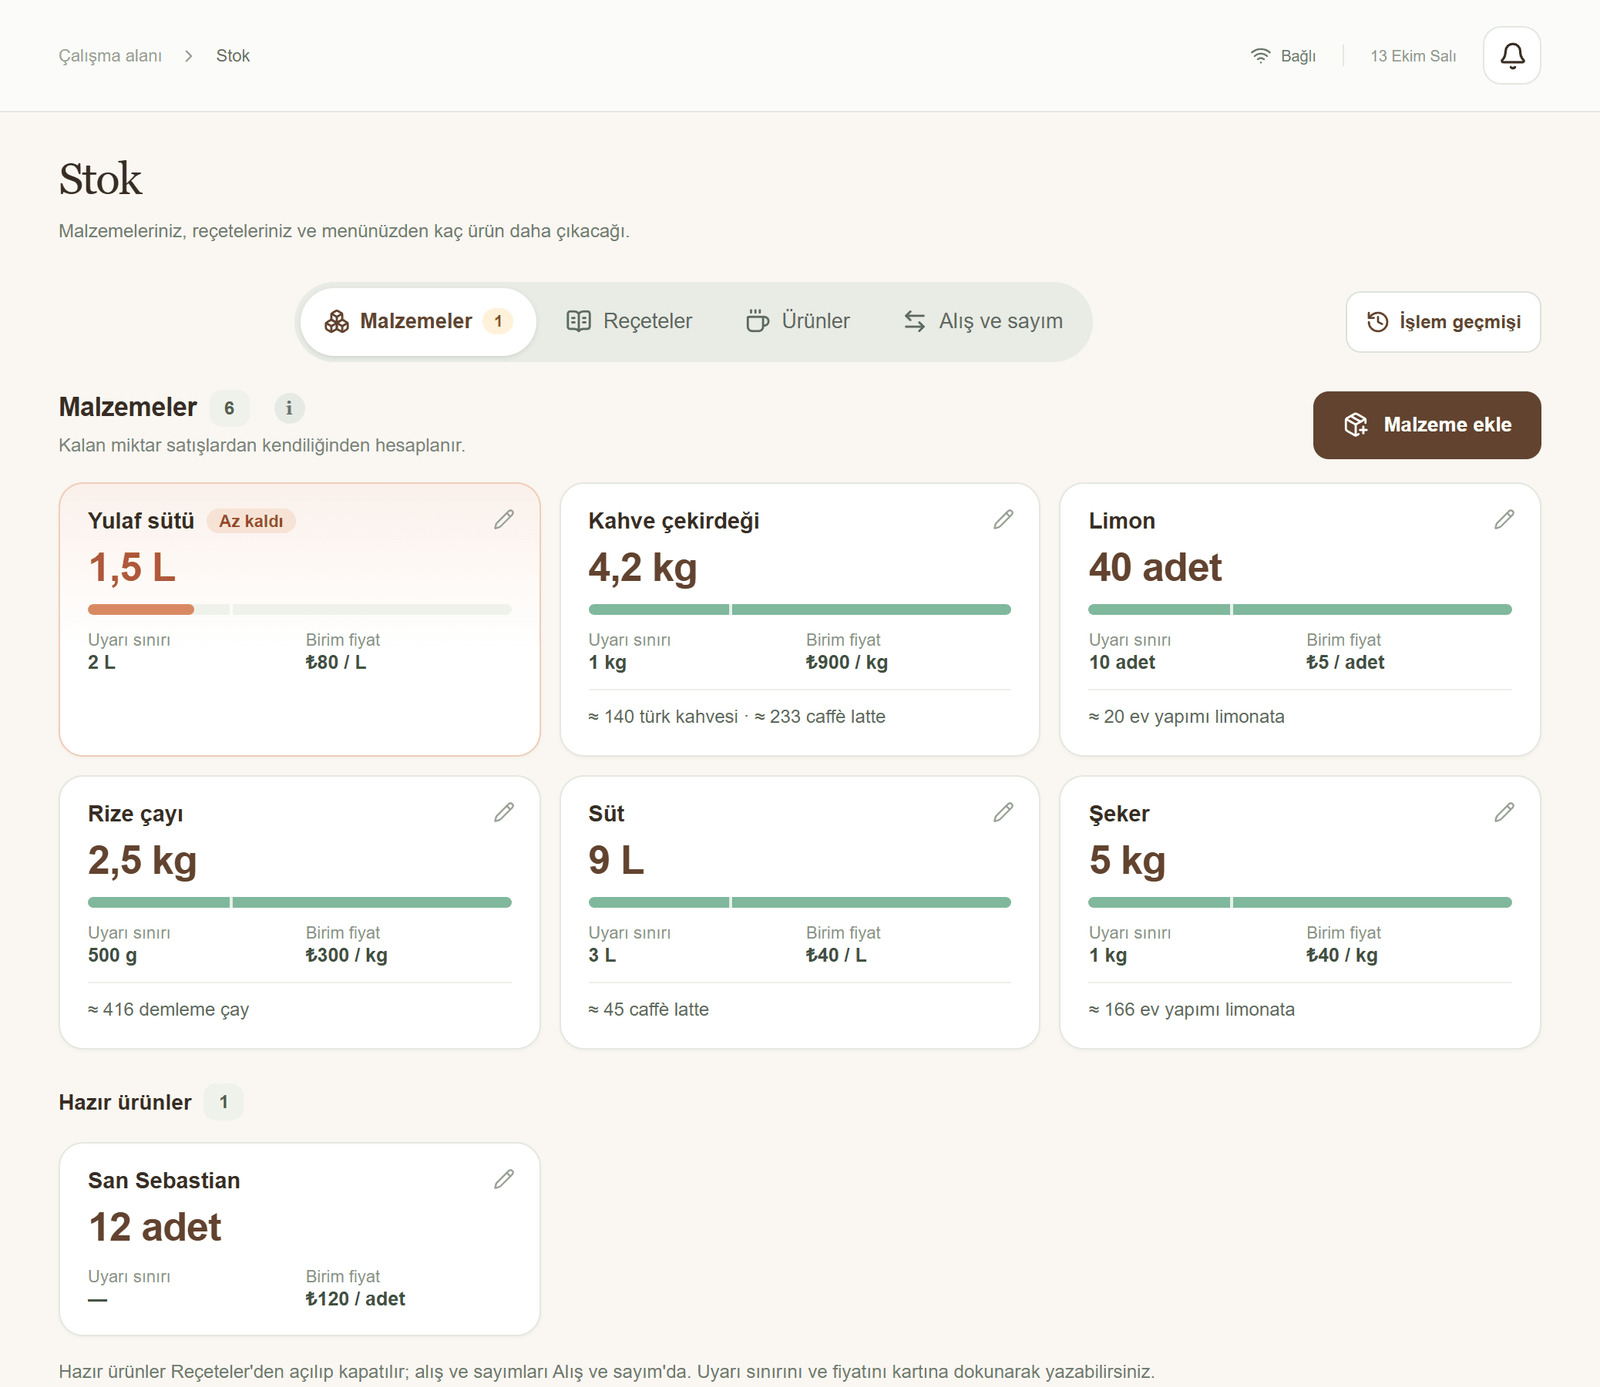 Çalışma alanı > Stok
Bağlı
13 Ekim Salı
Stok
Malzemeleriniz, reçeteleriniz ve menünüzden kaç ürün daha çıkacağı.
Malzemeler 1
Reçeteler
Ürünler
Alış ve sayım
İşlem geçmişi
Malzemeler 6 i
Kalan miktar satışlardan kendiliğinden hesaplanır.
Malzeme ekle
Yulaf sütü Az kaldı
1,5 L
Uyarı sınırı Birim fiyat
2 L ₺80 / L
Kahve çekirdeği
4,2 kg
Uyarı sınırı Birim fiyat
1 kg ₺900 / kg
≈ 140 türk kahvesi · ≈ 233 caffè latte
Limon
40 adet
Uyarı sınırı Birim fiyat
10 adet ₺5 / adet
≈ 20 ev yapımı limonata
Rize çayı
2,5 kg
Uyarı sınırı Birim fiyat
500 g ₺300 / kg
≈ 416 demleme çay
Süt
9 L
Uyarı sınırı Birim fiyat
3 L ₺40 / L
≈ 45 caffè latte
Şeker
5 kg
Uyarı sınırı Birim fiyat
1 kg ₺40 / kg
≈ 166 ev yapımı limonata
Hazır ürünler 1
San Sebastian
12 adet
Uyarı sınırı Birim fiyat
— ₺120 / adet
Hazır ürünler Reçeteler'den açılıp kapatılır; alış ve sayımları Alış ve sayım'da. Uyarı sınırını ve fiyatını kartına dokunarak yazabilirsiniz.